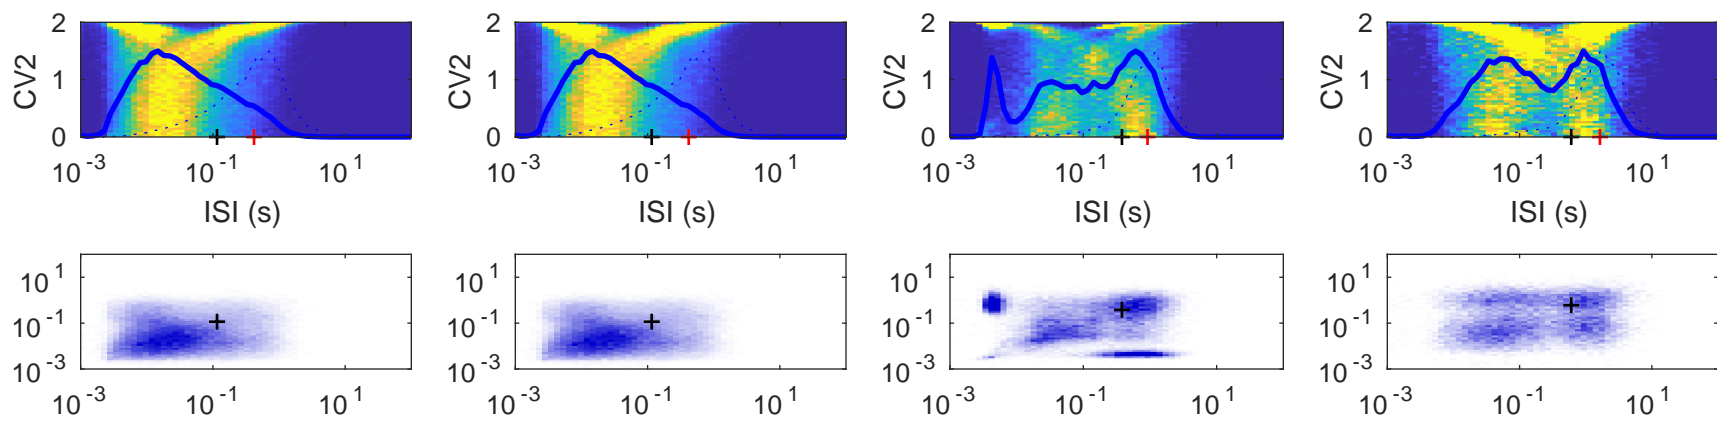 2 2 2 2
CV2 1 CV2 1 CV2 1 CV2 1
0 0 0 0
10^-3 10^-1 10^1 10^-3 10^-1 10^1 10^-3 10^-1 10^1 10^-3 10^-1 10^1
ISI (s) ISI (s) ISI (s) ISI (s)
10^1 10^1 10^1 10^1
10^-1 10^-1 10^-1 10^-1
10^-3 10^-3 10^-3 10^-3
10^-3 10^-1 10^1 10^-3 10^-1 10^1 10^-3 10^-1 10^1 10^-3 10^-1 10^1